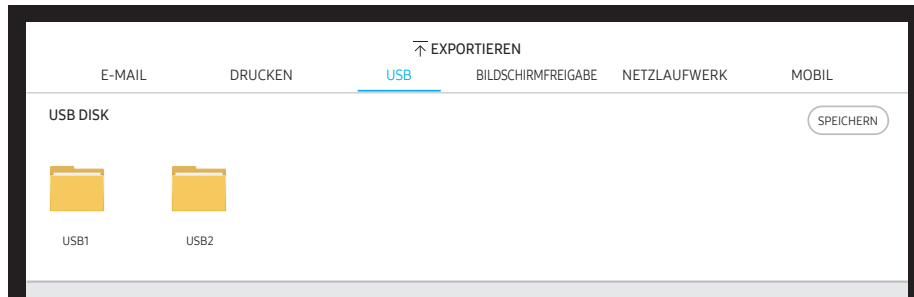 EXPORTIEREN
E-MAIL DRUCKEN USB BILDSCHIRMFREIGABE NETZLAUFWERK MOBIL
USB DISK SPEICHERN
USB1 USB2